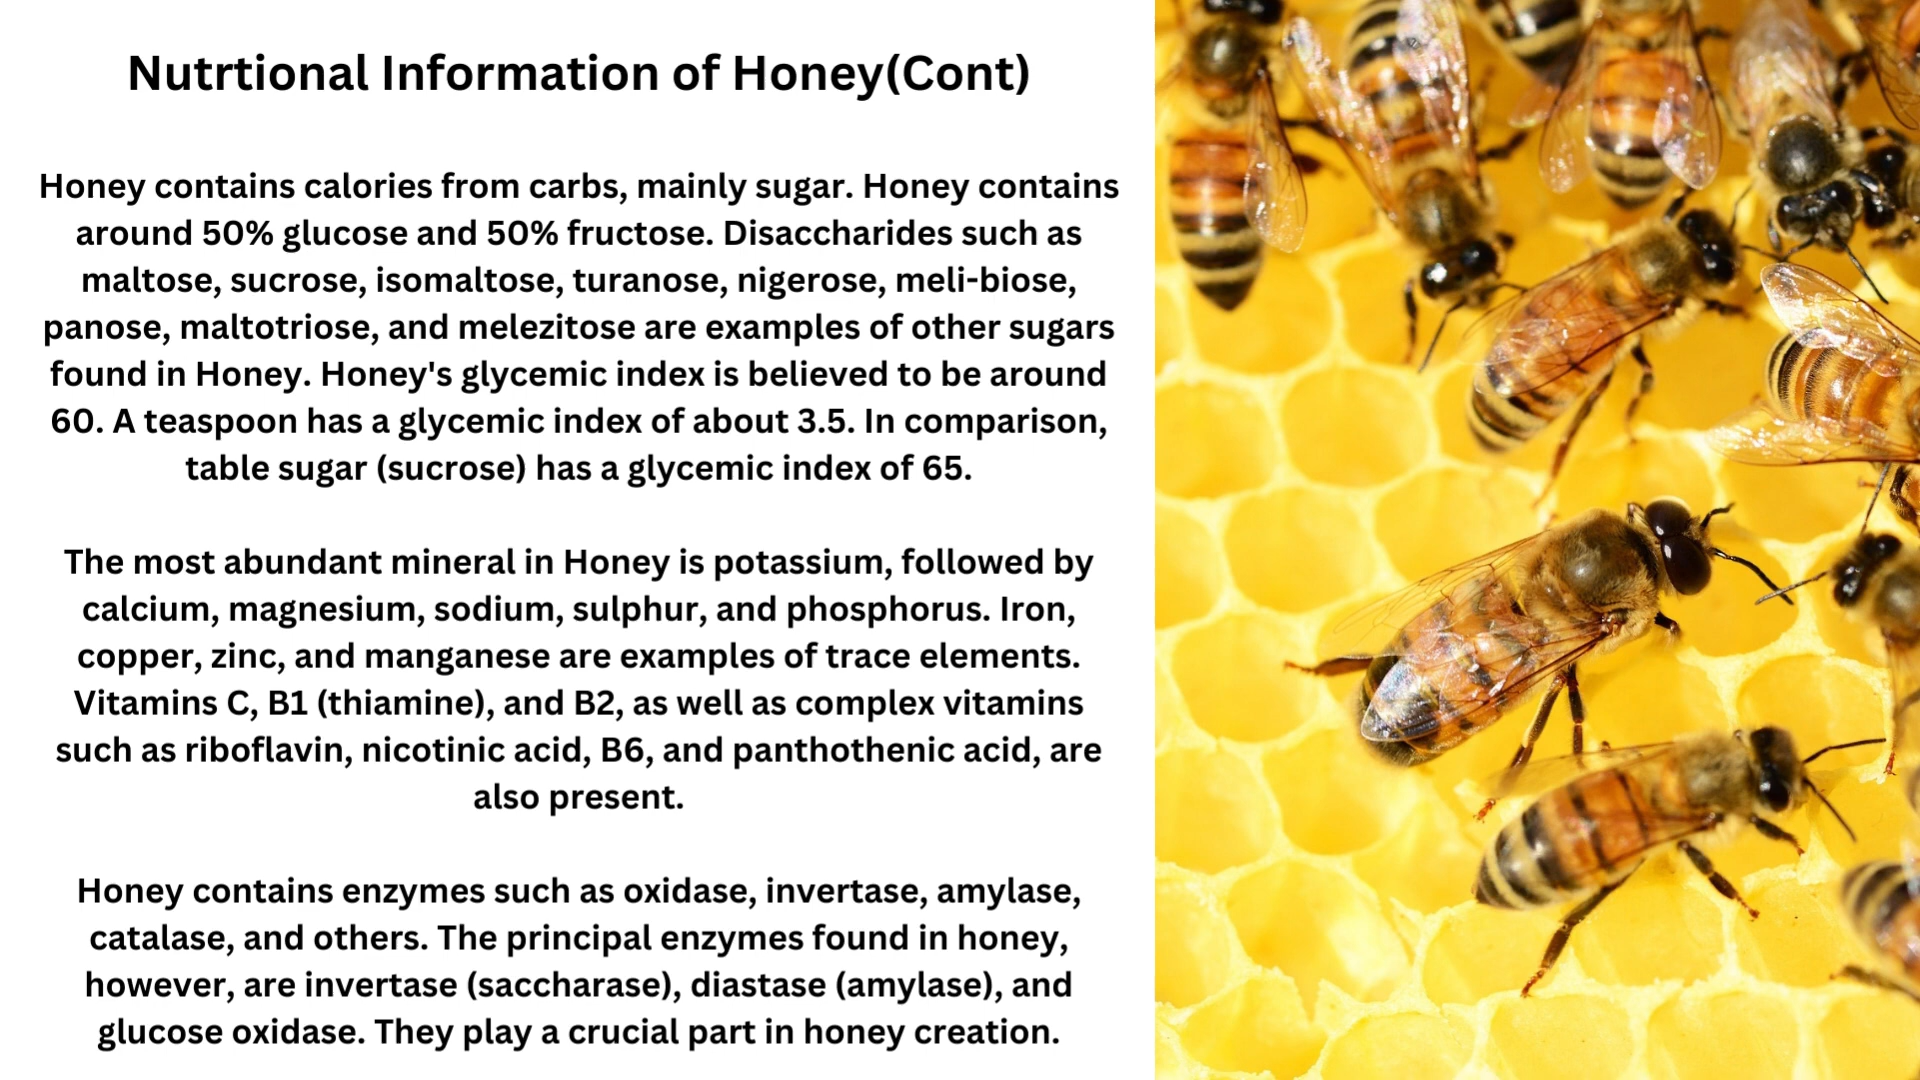 Nutrtional Information of Honey(Cont)
Honey contains calories from carbs, mainly sugar. Honey contains
around 50% glucose and 50% fructose. Disaccharides such as
maltose, sucrose, isomaltose, turanose, nigerose, meli-biose,
panose, maltotriose, and melezitose are examples of other sugars
found in Honey. Honey's glycemic index is believed to be around
60. A teaspoon has a glycemic index of about 3.5. In comparison,
table sugar (sucrose) has a glycemic index of 65.
The most abundant mineral in Honey is potassium, followed by
calcium, magnesium, sodium, sulphur, and phosphorus. Iron,
copper, zinc, and manganese are examples of trace elements.
Vitamins C, B1 (thiamine), and B2, as well as complex vitamins
such as riboflavin, nicotinic acid, B6, and panthothenic acid, are
also present.
Honey contains enzymes such as oxidase, invertase, amylase,
catalase, and others. The principal enzymes found in honey,
however, are invertase (saccharase), diastase (amylase), and
glucose oxidase. They play a crucial part in honey creation.